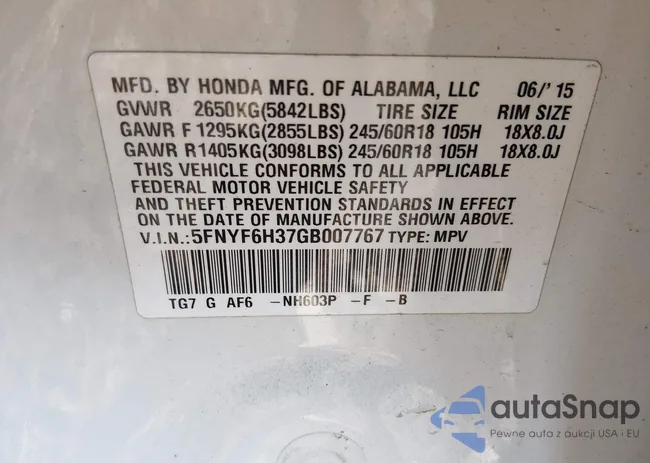 MFD. BY HONDA MFG. OF ALABAMA, LLC 06/'15
GVWR 2650KG(5842LBS) TIRE SIZE RIM SIZE
GAWR F 1295KG(2855LBS) 245/60R18 105H 18X8.0J
GAWR R1405KG(3098LBS) 245/60R18 105H 18X8.0J
THIS VEHICLE CONFORMS TO ALL APPLICABLE
FEDERAL MOTOR VEHICLE SAFETY
AND THEFT PREVENTION STANDARDS IN EFFECT
ON THE DATE OF MANUFACTURE SHOWN ABOVE.
V.I.N.: 5FNYF6H37GB007767 TYPE: MPV
TG7 G AF6 -NH603P -F -B
autaSnap
Pewne auta z aukcji USA i EU